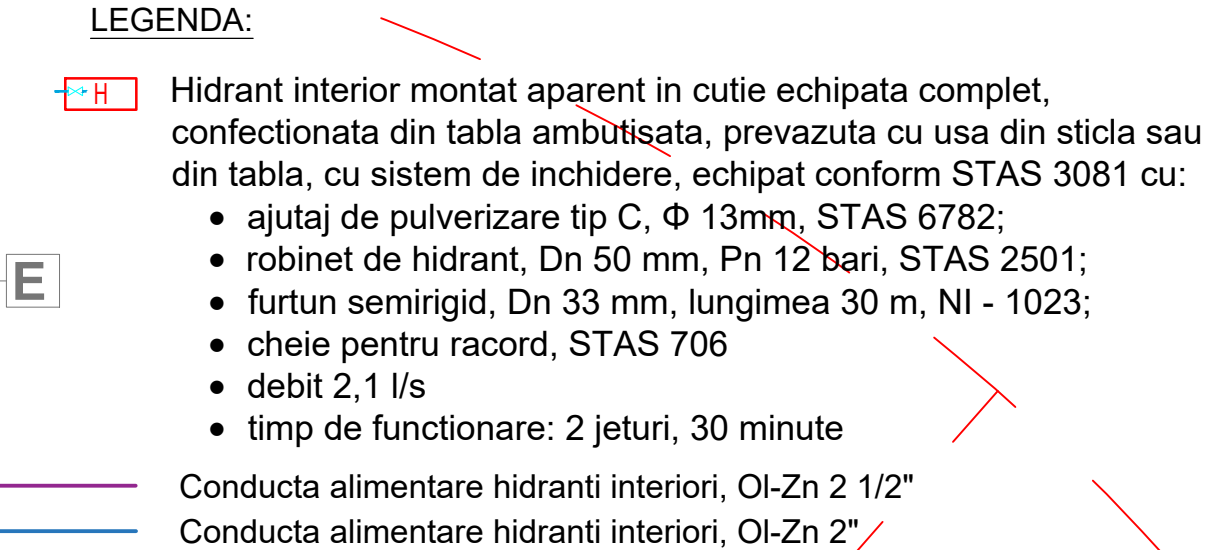 LEGENDA:
H
Hidrant interior montat aparent in cutie echipata complet,
confectionata din tabla ambutisata, prevazuta cu usa din sticla sau
din tabla, cu sistem de inchidere, echipat conform STAS 3081 cu:
• ajutaj de pulverizare tip C, Φ 13mm, STAS 6782;
• robinet de hidrant, Dn 50 mm, Pn 12 bari, STAS 2501;
E
• furtun semirigid, Dn 33 mm, lungimea 30 m, NI - 1023;
• cheie pentru racord, STAS 706
• debit 2,1 l/s
• timp de functionare: 2 jeturi, 30 minute
Conducta alimentare hidranti interiori, Ol-Zn 2 1/2"
Conducta alimentare hidranti interiori, Ol-Zn 2"